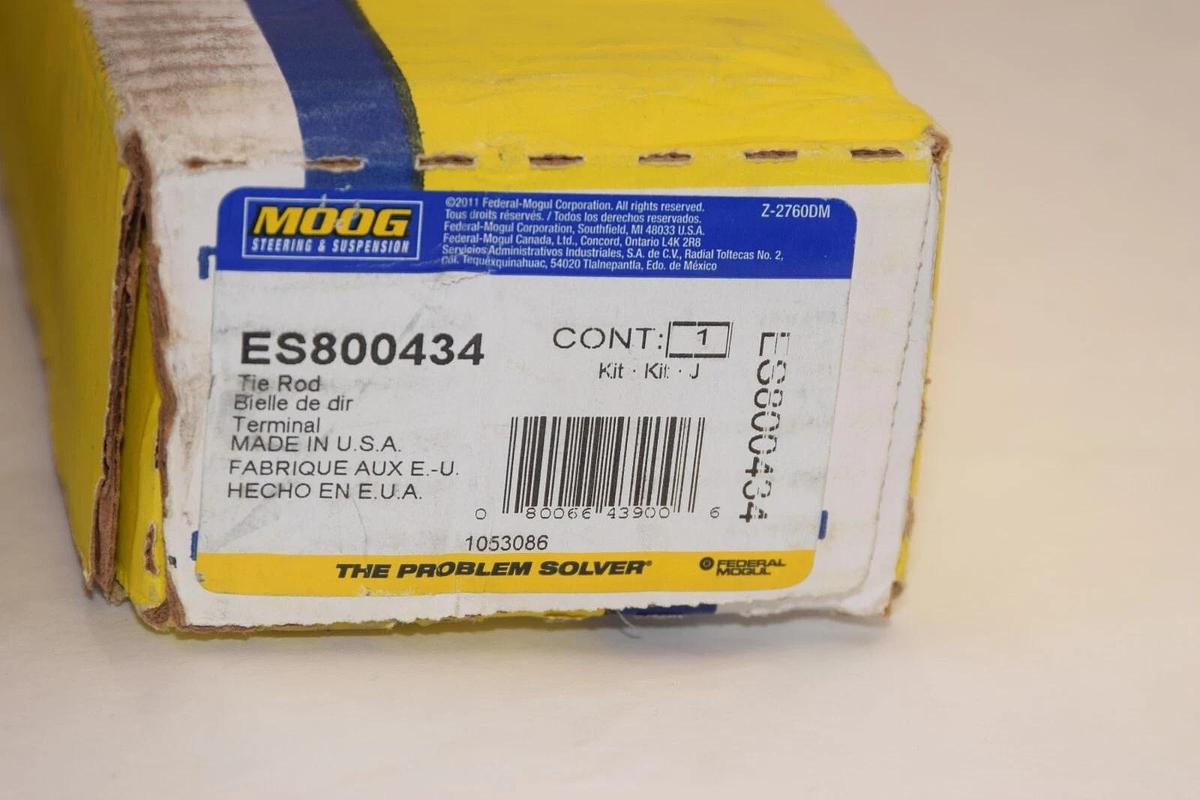 MOOG
STEERING & SUSPENSION
©2011 Federal-Mogul Corporation. All rights reserved.
Tous droits réservés. / Todos los derechos reservados.
Federal-Mogul Corporation, Southfield, MI 48033 U.S.A.
Federal-Mogul Canada, Ltd., Concord, Ontario L4K 2R8
Servicios Administrativos Industriales, S.A. de C.V., Radial Toltecas No. 2,
Col. Tequexquinahuac, 54020 Tlalnepantla, Edo. de México
Z-2760DM
ES800434
CONT: 1
Kit · Kit · J
Tie Rod
Bielle de dir
Terminal
MADE IN U.S.A.
FABRIQUE AUX E.-U.
HECHO EN E.U.A.
ES800434
0 80066 43900 6
1053086
THE PROBLEM SOLVER®
FEDERAL
MOGUL